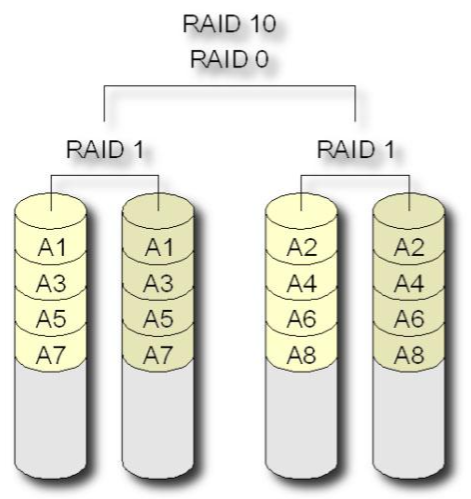 RAID 10
RAID 0
RAID 1 RAID 1
A1 A1 A2 A2
A3 A3 A4 A4
A5 A5 A6 A6
A7 A7 A8 A8